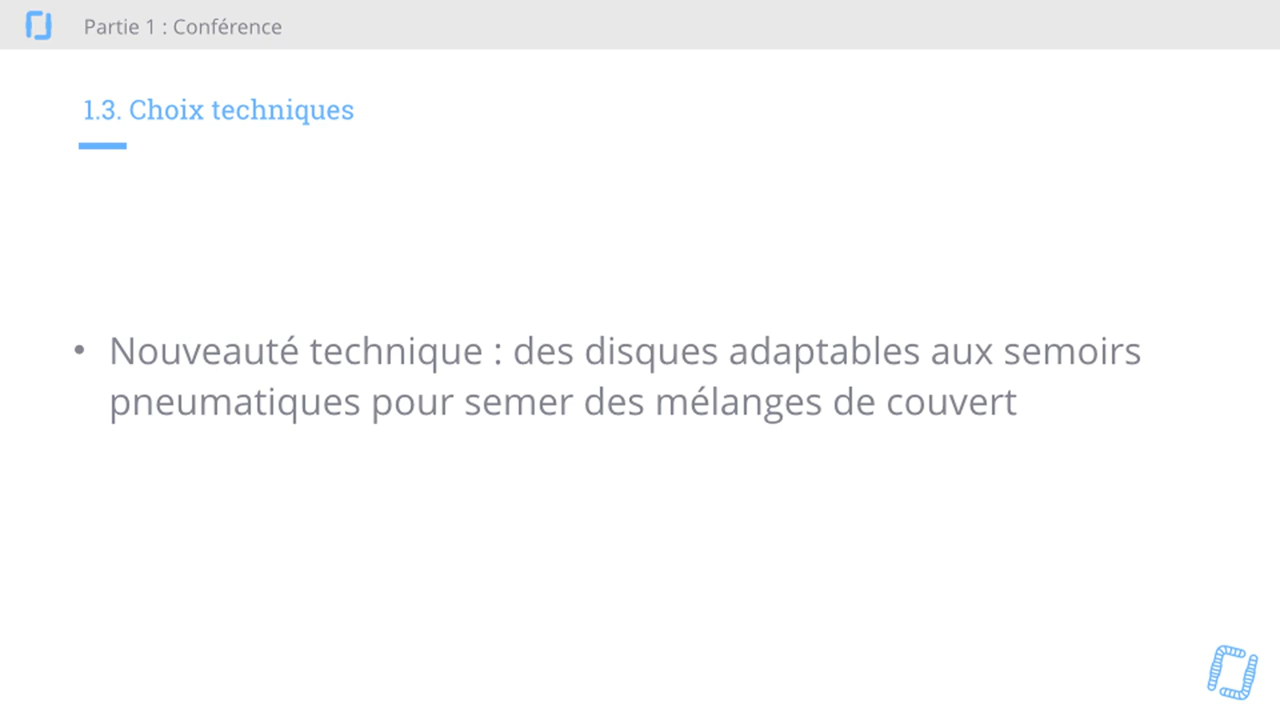 Partie 1 : Conférence
1.3. Choix techniques
• Nouveauté technique : des disques adaptables aux semoirs
pneumatiques pour semer des mélanges de couvert